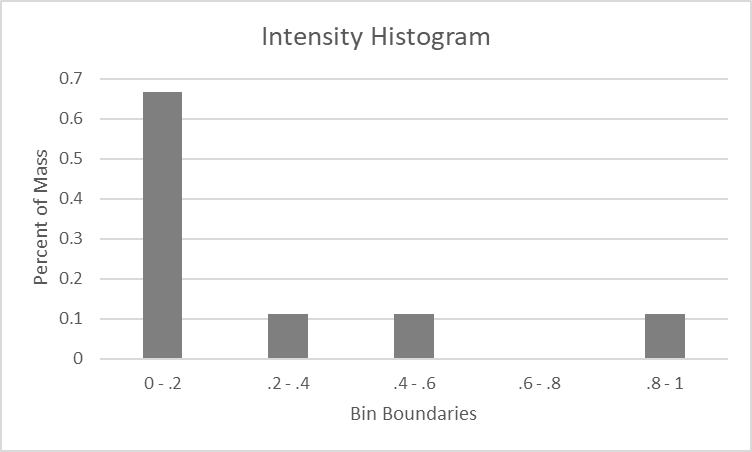 Intensity Histogram
Percent of Mass
0.7
0.6
0.5
0.4
0.3
0.2
0.1
0
0 - .2 .2 - .4 .4 - .6 .6 - .8 .8 - 1
Bin Boundaries